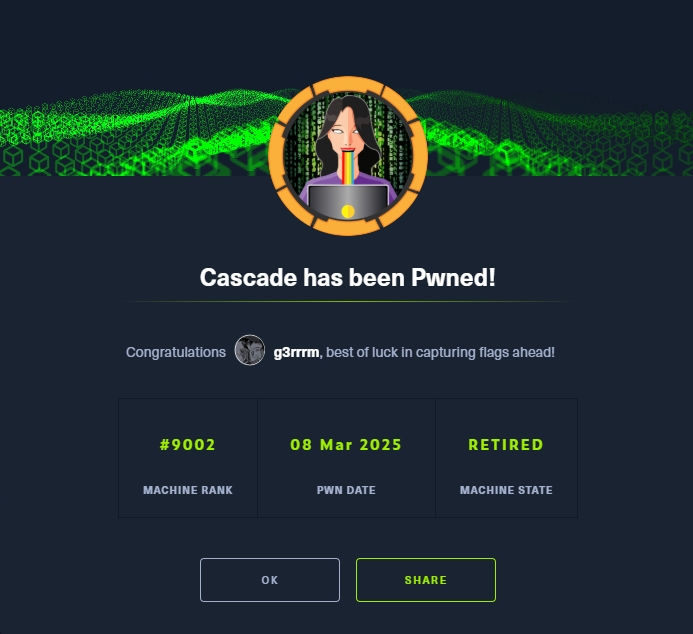 Cascade has been Pwned!
Congratulations g3rrrm, best of luck in capturing flags ahead!
#9002 08 Mar 2025 RETIRED
MACHINE RANK PWN DATE MACHINE STATE
OK SHARE